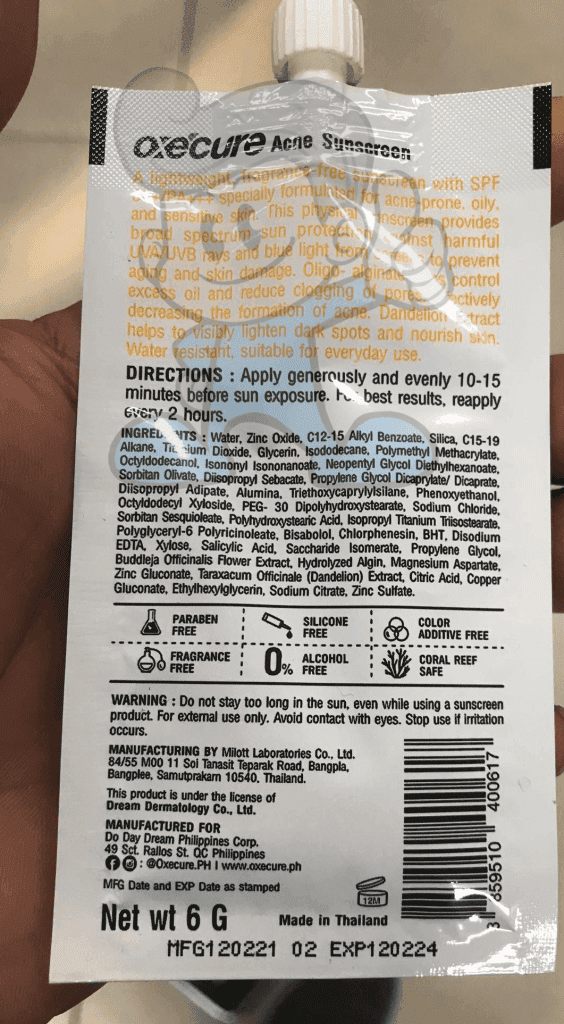 oxe'cure Acne Sunscreen
A lightweight, fragrance-free sunscreen with SPF
PA+++ specially formulated for acne-prone, oily,
and sensitive skin. This physical sunscreen provides
broad spectrum sun protection against harmful
UVA/UVB rays and blue light from to prevent
aging and skin damage. Oligo- alginate control
excess oil and reduce clogging of pores, actively
decreasing the formation of acne. Dandelion Extract
helps to visibly lighten dark spots and nourish skin.
Water resistant, suitable for everyday use.
DIRECTIONS : Apply generously and evenly 10-15
minutes before sun exposure. For best results, reapply
every 2 hours.
INGREDIENTS : Water, Zinc Oxide, C12-15 Alkyl Benzoate, Silica, C15-19
Alkane, Titanium Dioxide, Glycerin, Isododecane, Polymethyl Methacrylate,
Octyldodecanol, Isononyl Isononanoate, Neopentyl Glycol Diethylhexanoate,
Sorbitan Olivate, Diisopropyl Sebacate, Propylene Glycol Dicaprylate/ Dicaprate,
Diisopropyl Adipate, Alumina, Triethoxycaprylylsilane, Phenoxyethanol,
Octyldodecyl Xyloside, PEG- 30 Dipolyhydroxystearate, Sodium Chloride,
Sorbitan Sesquioleate, Polyhydroxystearic Acid, Isopropyl Titanium Triisostearate,
Polyglyceryl-6 Polyricinoleate, Bisabolol, Chlorphenesin, BHT, Disodium
EDTA, Xylose, Salicylic Acid, Saccharide Isomerate, Propylene Glycol,
Buddleja Officinalis Flower Extract, Hydrolyzed Algin, Magnesium Aspartate,
Zinc Gluconate, Taraxacum Officinale (Dandelion) Extract, Citric Acid, Copper
Gluconate, Ethylhexylglycerin, Sodium Citrate, Zinc Sulfate.
PARABEN FREE
SILICONE FREE
COLOR ADDITIVE FREE
FRAGRANCE FREE
0% ALCOHOL FREE
CORAL REEF SAFE
WARNING : Do not stay too long in the sun, even while using a sunscreen
product. For external use only. Avoid contact with eyes. Stop use if irritation
occurs.
MANUFACTURING BY Milott Laboratories Co., Ltd.
84/55 M00 11 Soi Tanasit Teparak Road, Bangpla,
Bangplee, Samutprakarn 10540, Thailand.
This product is under the license of
Dream Dermatology Co., Ltd.
MANUFACTURED FOR
Do Day Dream Philippines Corp.
49 Sct. Rallos St. QC Philippines
: @Oxecure.PH I www.oxecure.ph
MFG Date and EXP Date as stamped
12M
Net wt 6 G
Made in Thailand
3 859510 400617
MFG120221 02 EXP120224